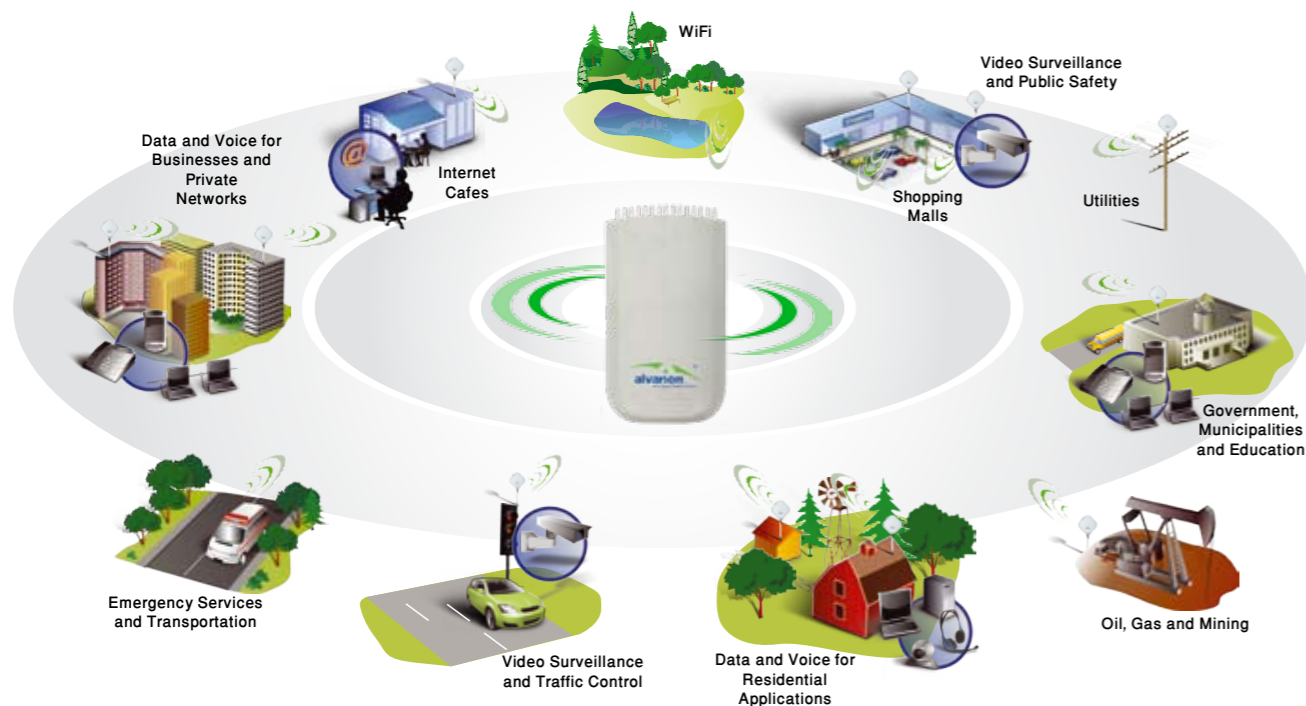 WiFi
Video Surveillance
and Public Safety
Data and Voice for
Businesses and
Private
Networks
@
Internet
Cafes
Shopping
Malls
Utilities
alvarion
Government,
Municipalities
and Education
Emergency Services
and Transportation
Video Surveillance
and Traffic Control
Data and Voice for
Residential
Applications
Oil, Gas and Mining